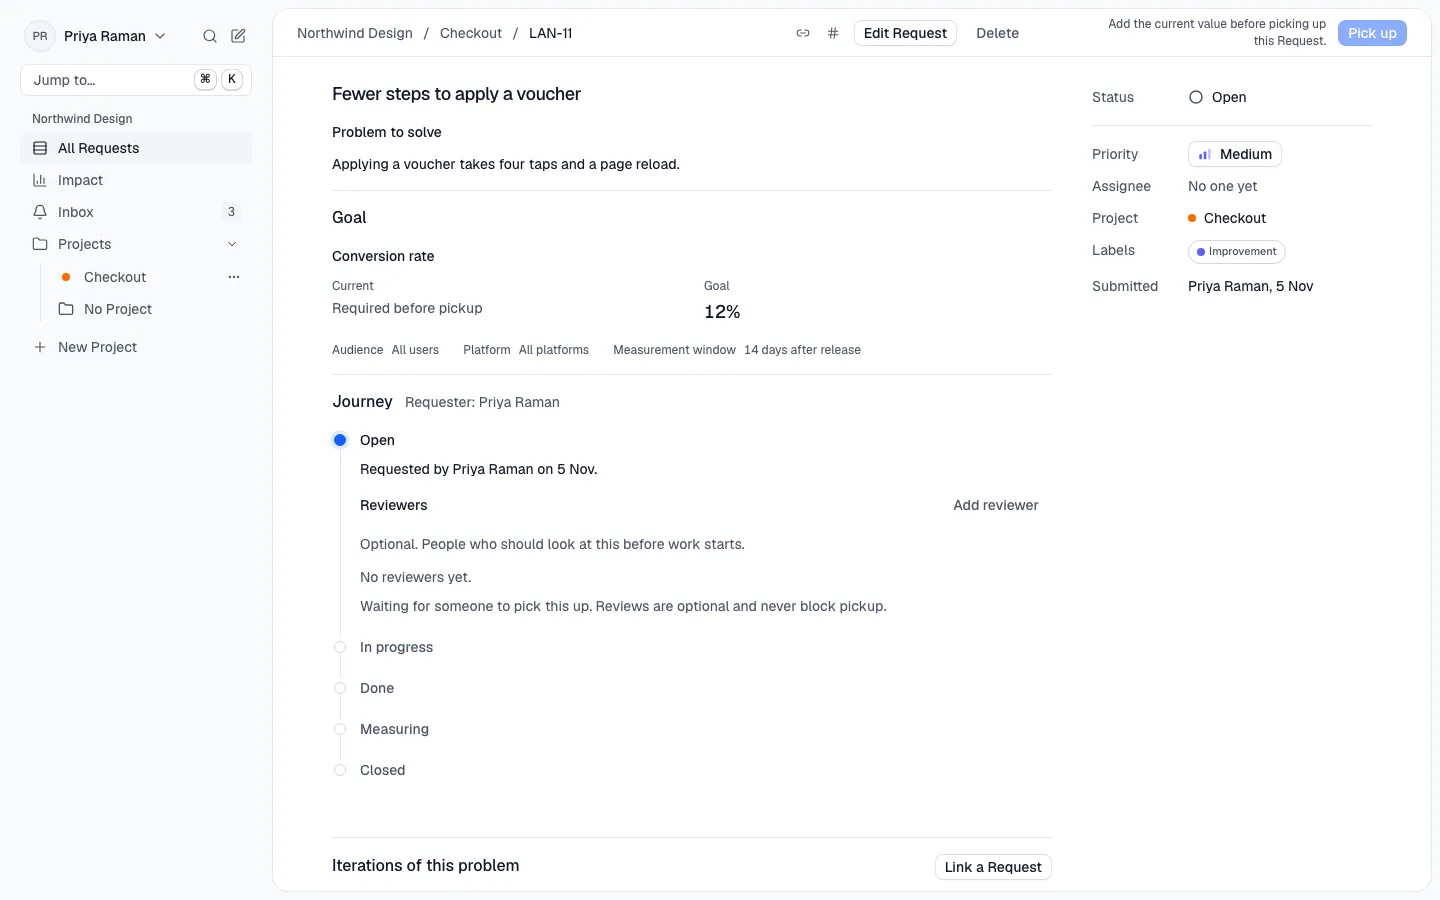 PR Priya Raman
Jump to... ⌘ K
Northwind Design
All Requests
Impact
Inbox 3
Projects
Checkout ...
No Project
New Project
Northwind Design / Checkout / LAN-11
# Edit Request Delete
Add the current value before picking up
this Request.
Pick up
Fewer steps to apply a voucher
Problem to solve
Applying a voucher takes four taps and a page reload.
Goal
Conversion rate
Current Goal
Required before pickup 12%
Audience All users Platform All platforms Measurement window 14 days after release
Journey Requester: Priya Raman
Open
Requested by Priya Raman on 5 Nov.
Reviewers Add reviewer
Optional. People who should look at this before work starts.
No reviewers yet.
Waiting for someone to pick this up. Reviews are optional and never block pickup.
In progress
Done
Measuring
Closed
Iterations of this problem Link a Request
Status Open
Priority Medium
Assignee No one yet
Project Checkout
Labels Improvement
Submitted Priya Raman, 5 Nov